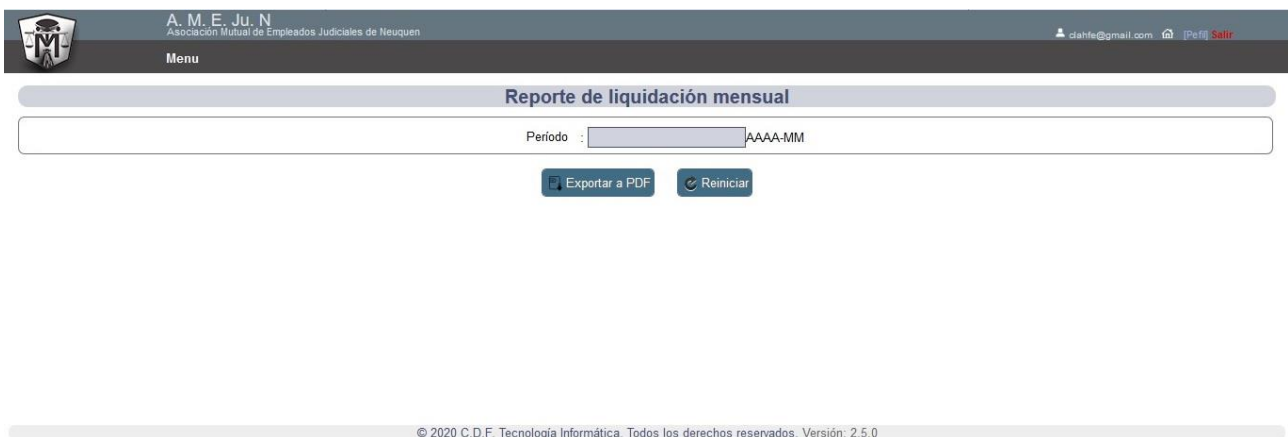 A. M. E. Ju. N
Asociación Mutual de Empleados Judiciales de Neuquen
clahfe@gmail.com [Pefil] Salir
M
Menu
Reporte de liquidación mensual
Período : AAAA-MM
Exportar a PDF Reiniciar
© 2020 C.D.F. Tecnología Informática. Todos los derechos reservados. Versión: 2.5.0